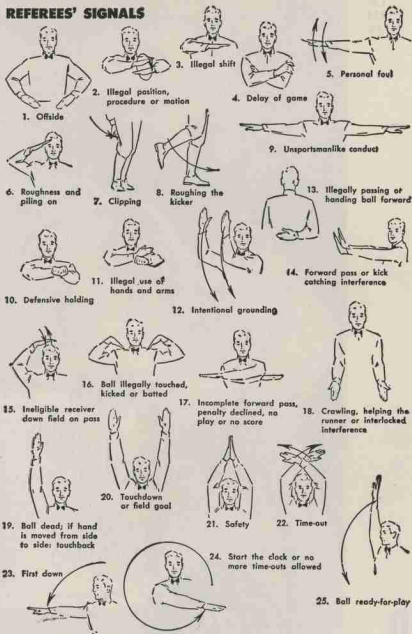 REFEREES' SIGNALS
1. Offside
2. Illegal position,
procedure or motion
3. Illegal shift
4. Delay of game
5. Personal foul
6. Roughness and
piling on
7. Clipping
8. Roughing the
kicker
9. Unsportsmanlike conduct
10. Defensive holding
11. Illegal use of
hands and arms
12. Intentional grounding
13. Illegally passing or
handing ball forward
14. Forward pass or kick
catching interference
15. Ineligible receiver
down field on pass
16. Ball illegally touched,
kicked or batted
17. Incomplete forward pass,
penalty declined, no
play or no score
18. Crawling, helping the
runner or interlocked
interference
19. Ball dead; if hand
is moved from side
to side: touchback
20. Touchdown
or field goal
21. Safety
22. Time-out
23. First down
24. Start the clock or no
more time-outs allowed
25. Ball ready-for-play